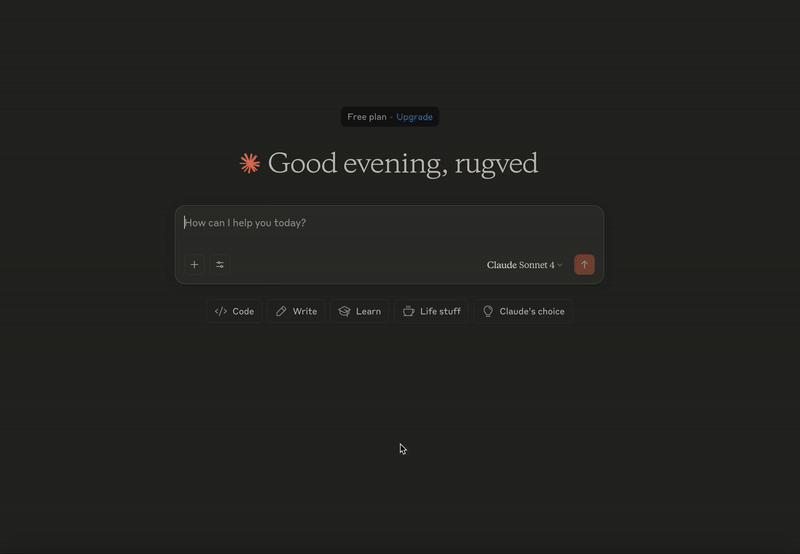 Free plan · Upgrade
Good evening, rugved
How can I help you today?
Claude Sonnet 4
Code
Write
Learn
Life stuff
Claude's choice